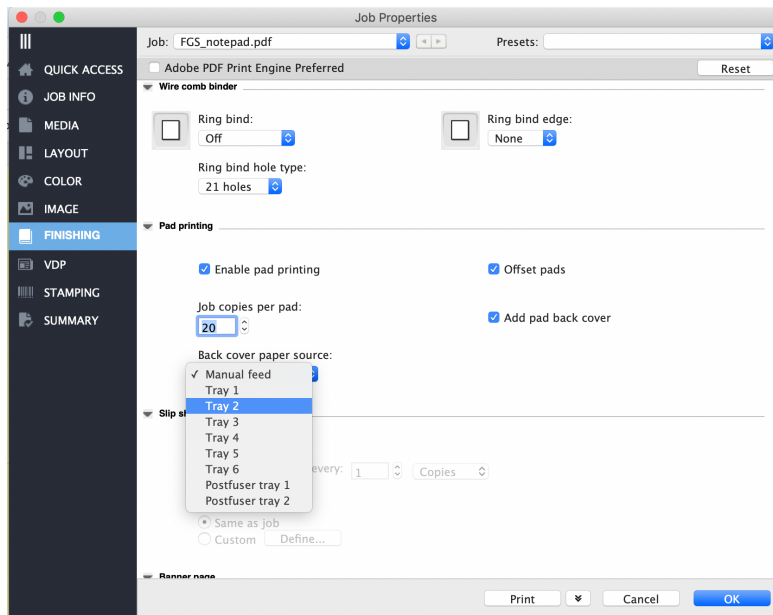 Job Properties
Job: FGS_notepad.pdf Presets:
Adobe PDF Print Engine Preferred Reset
QUICK ACCESS
JOB INFO
MEDIA
LAYOUT
COLOR
IMAGE
FINISHING
VDP
STAMPING
SUMMARY
Wire comb binder
Ring bind: Ring bind edge:
Off None
Ring bind hole type:
21 holes
Pad printing
Enable pad printing Offset pads
Job copies per pad:
20 Add pad back cover
Back cover paper source:
✓ Manual feed
Tray 1
Tray 2
Tray 3
Tray 4
Tray 5
Tray 6
Postfuser tray 1
Postfuser tray 2
Slip sh
every: 1 Copies
Same as job
Custom Define...
Banner page
Print Cancel OK